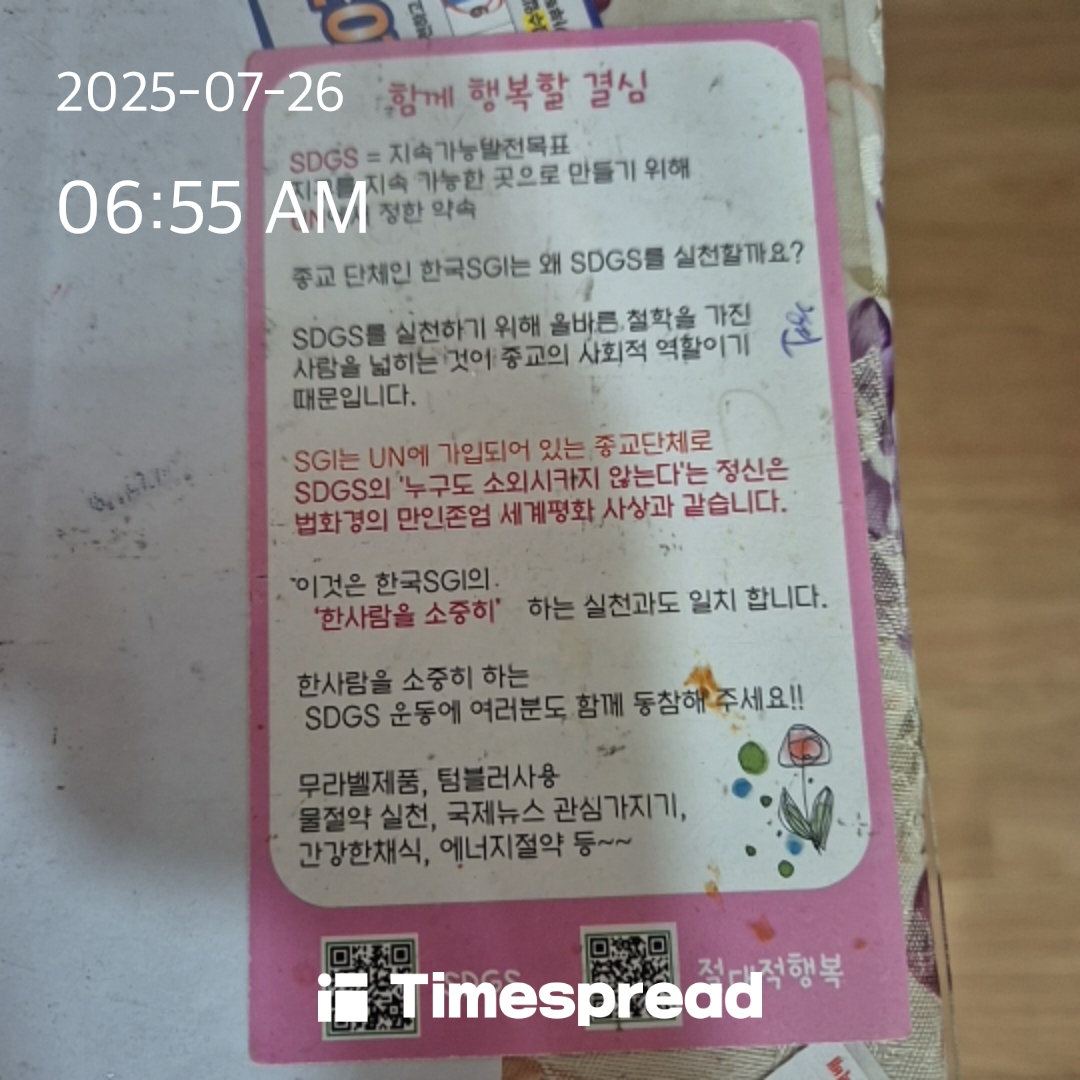 2025-07-26
06:55 AM
함께 행복할 결심
SDGS = 지속가능발전목표
지구를 지속 가능한 곳으로 만들기 위해
UN에서 정한 약속
종교 단체인 한국SGI는 왜 SDGS를 실천할까요?
SDGS를 실천하기 위해 올바른 철학을 가진
사람을 넓히는 것이 종교의 사회적 역할이기
때문입니다.
SGI는 UN에 가입되어 있는 종교단체로
SDGS의 '누구도 소외시키지 않는다'는 정신은
법화경의 만인존엄 세계평화 사상과 같습니다.
이것은 한국SGI의
'한사람을 소중히' 하는 실천과도 일치 합니다.
한사람을 소중히 하는
SDGS 운동에 여러분도 함께 동참해 주세요!!
무라벨제품, 텀블러사용
물절약 실천, 국제뉴스 관심가지기,
간강한채식, 에너지절약 등~~
SDGS
절대적행복
Timespread